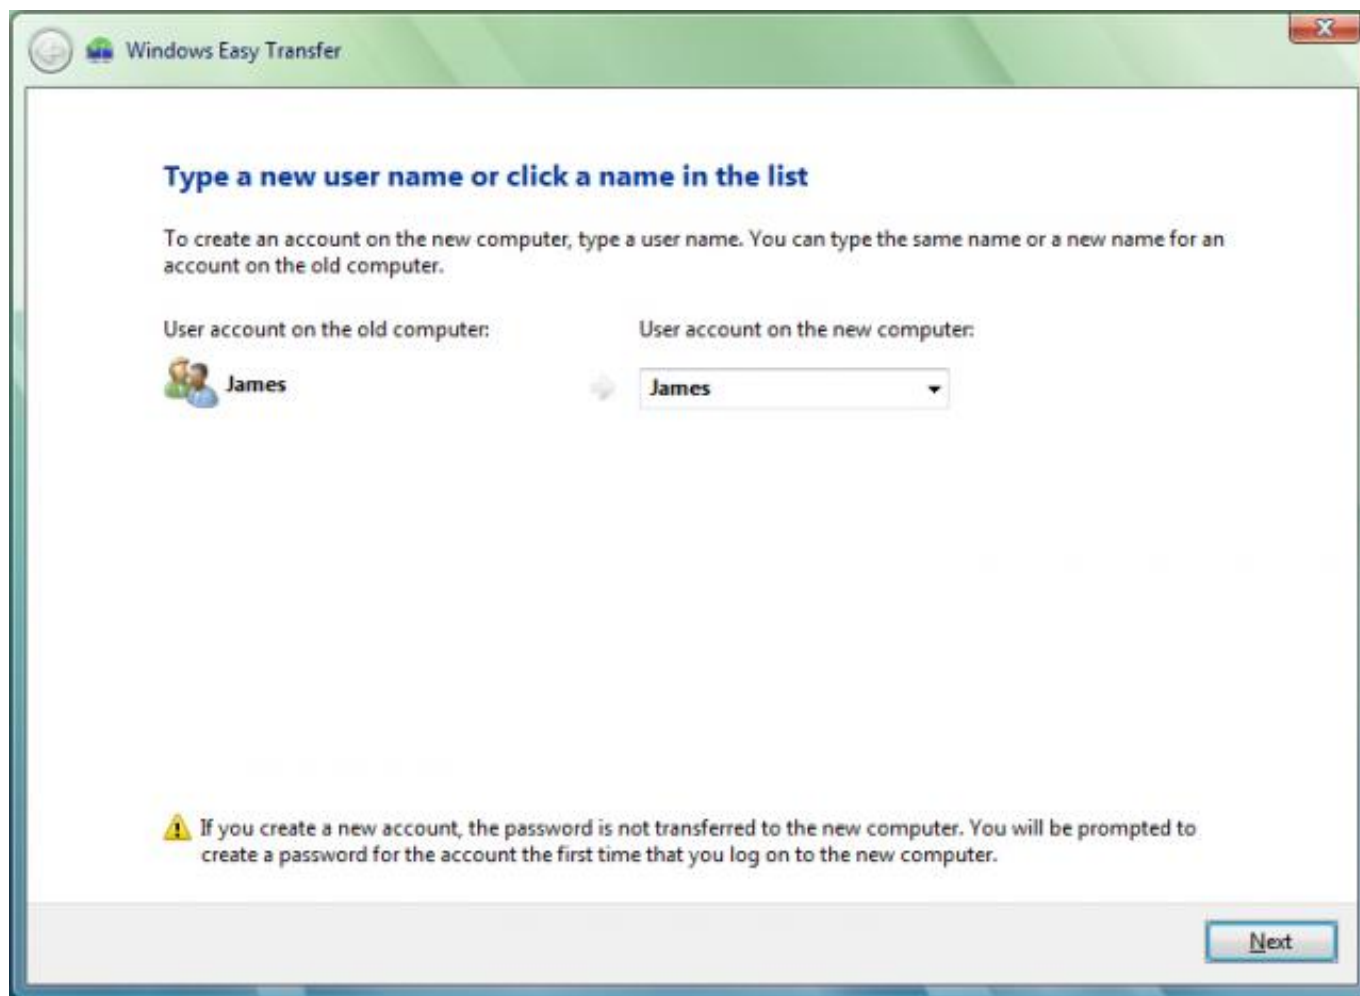 Windows Easy Transfer
Type a new user name or click a name in the list
To create an account on the new computer, type a user name. You can type the same name or a new name for an
account on the old computer.
User account on the old computer:
User account on the new computer:
James
James
If you create a new account, the password is not transferred to the new computer. You will be prompted to
create a password for the account the first time that you log on to the new computer.
Next